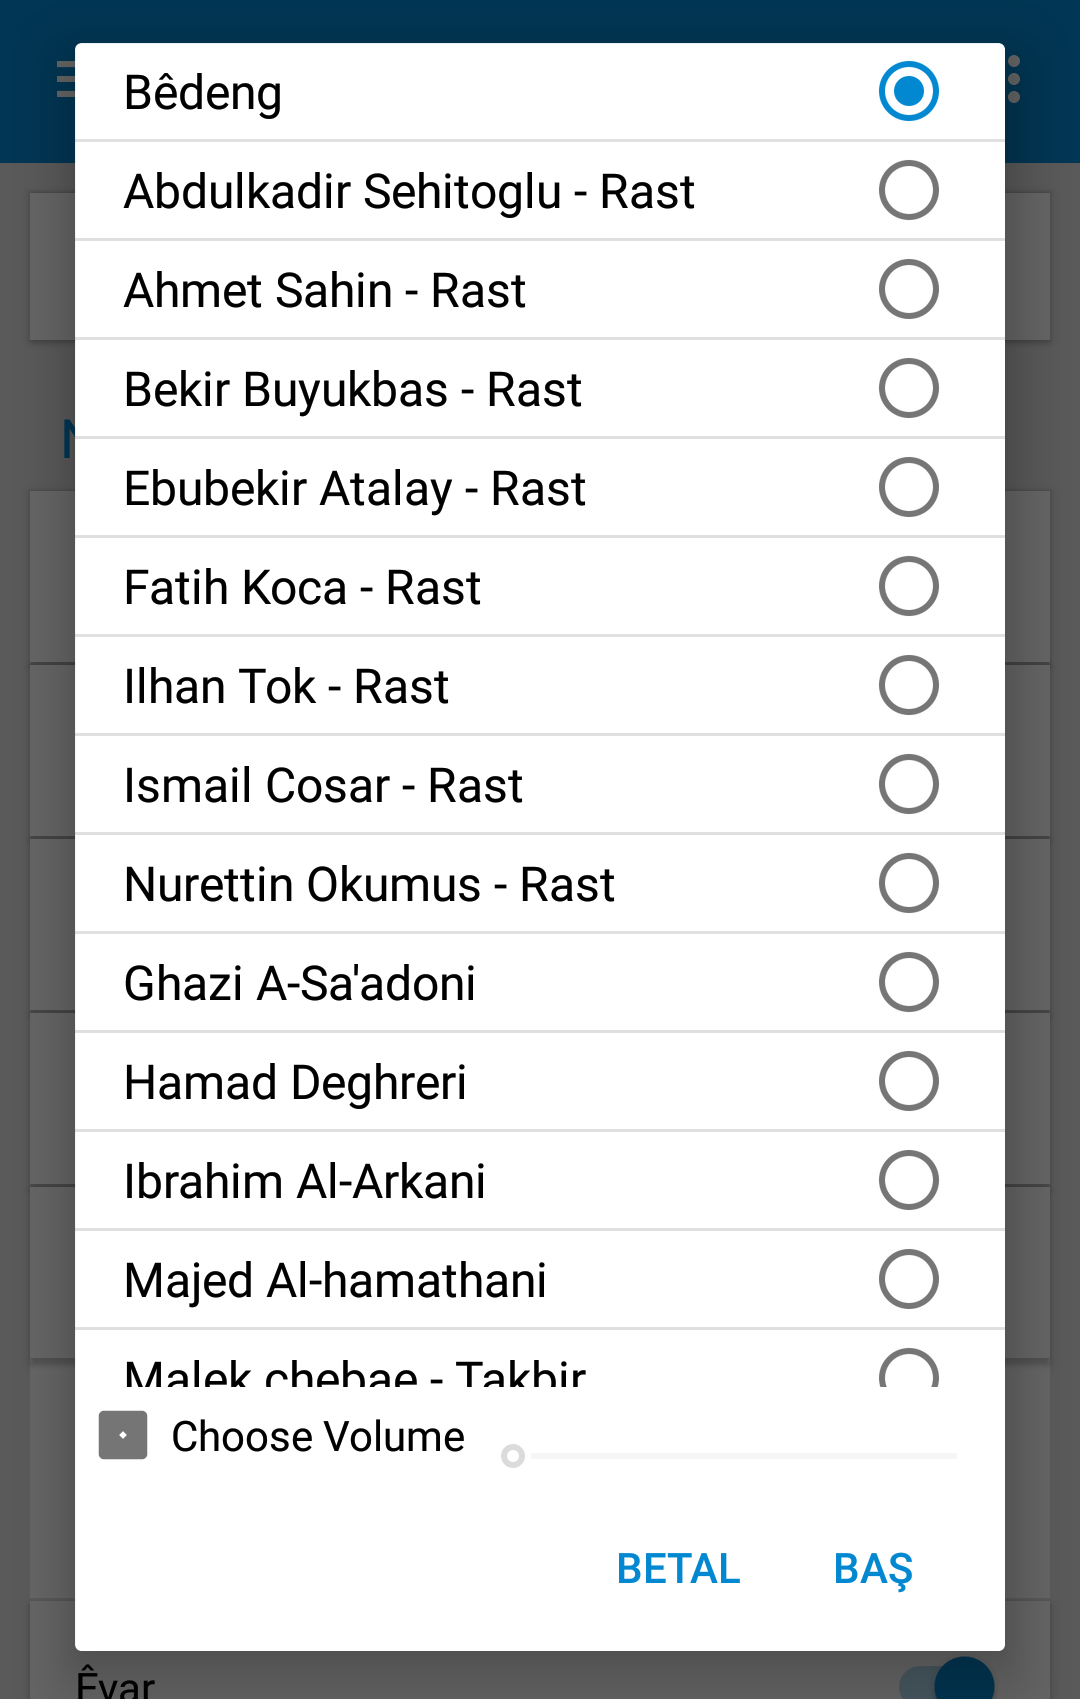 Bêdeng
Abdulkadir Sehitoglu - Rast
Ahmet Sahin - Rast
Bekir Buyukbas - Rast
Ebubekir Atalay - Rast
Fatih Koca - Rast
Ilhan Tok - Rast
Ismail Cosar - Rast
Nurettin Okumus - Rast
Ghazi A-Sa'adoni
Hamad Deghreri
Ibrahim Al-Arkani
Majed Al-hamathani
Malek chebae - Takbir
Choose Volume
BETAL BAŞ
Êvar